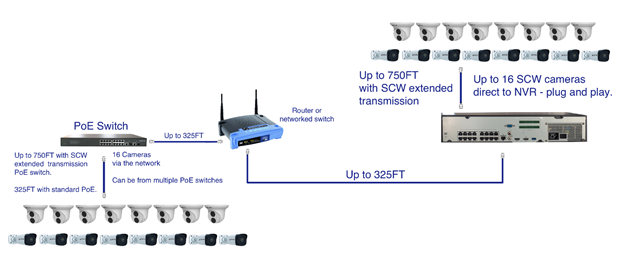 Up to 750FT
with SCW extended
transmission
Up to 16 SCW cameras
direct to NVR - plug and play.
Router or
networked switch
PoE Switch
Up to 325FT
Up to 750FT with SCW
extended transmission
PoE switch.
325FT with standard PoE.
16 Cameras
via the network
Can be from multiple PoE switches
Up to 325FT